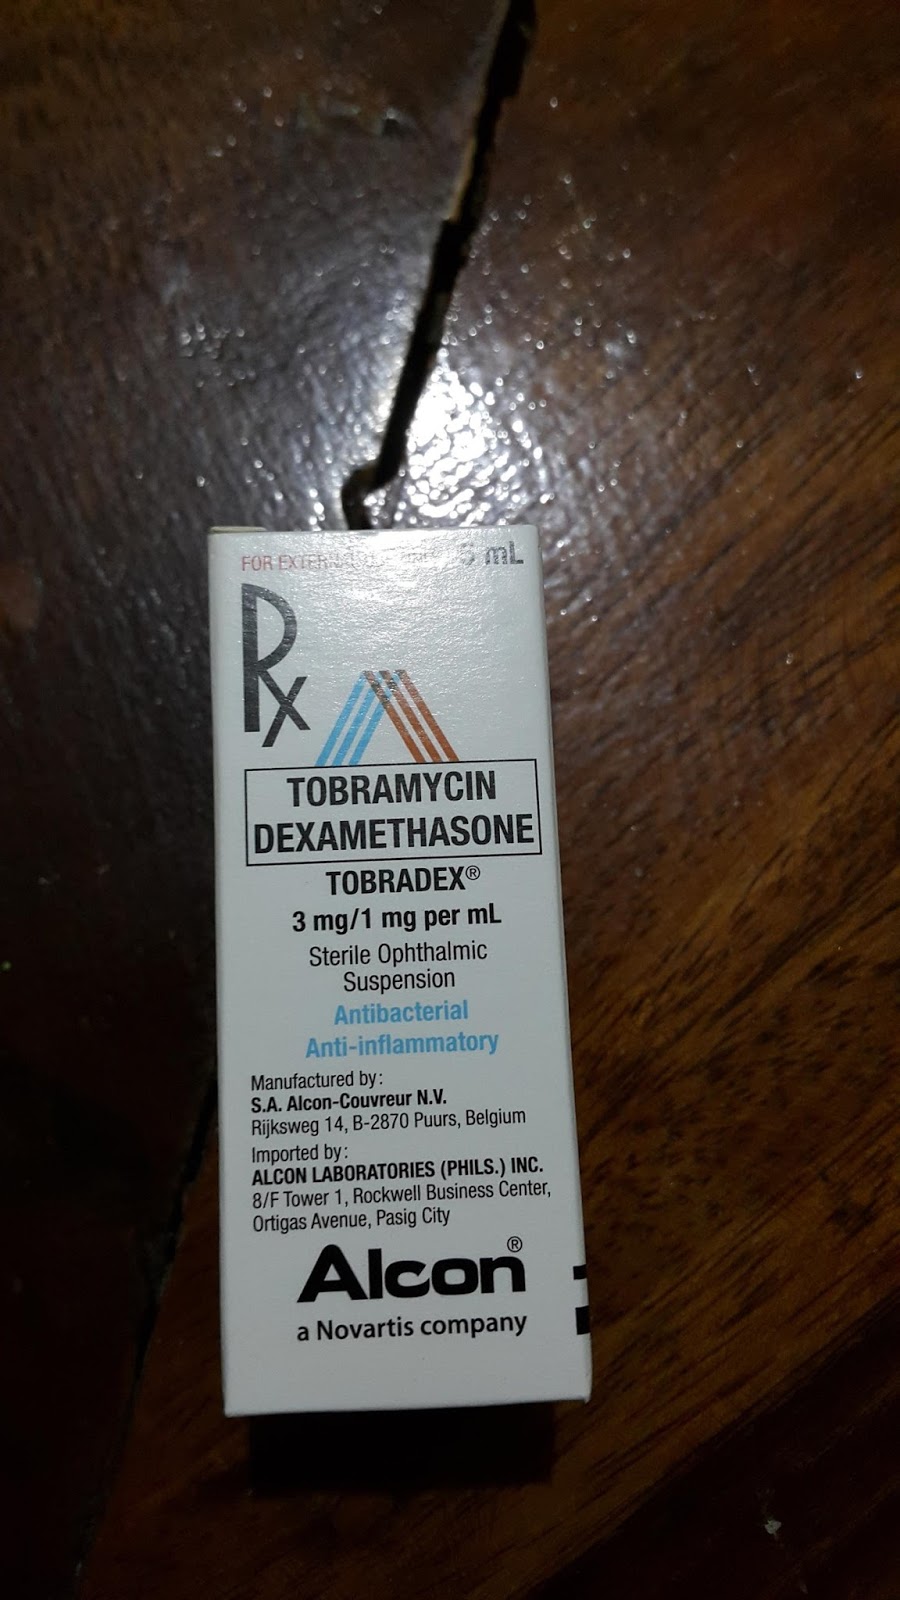 FOR EXTERNAL 5 mL
Rx
TOBRAMYCIN
DEXAMETHASONE
TOBRADEX®
3 mg/1 mg per mL
Sterile Ophthalmic
Suspension
Antibacterial
Anti-inflammatory
Manufactured by:
S.A. Alcon-Couvreur N.V.
Rijksweg 14, B-2870 Puurs, Belgium
Imported by:
ALCON LABORATORIES (PHILS.) INC.
8/F Tower 1, Rockwell Business Center,
Ortigas Avenue, Pasig City
Alcon®
a Novartis company